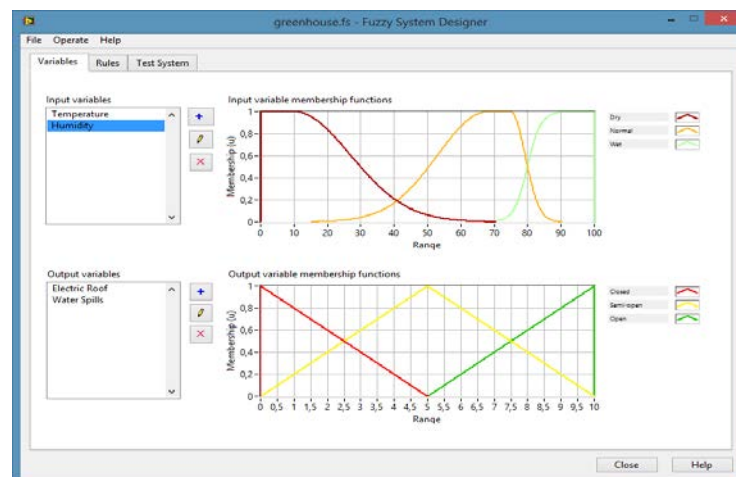 greenhouse.fs - Fuzzy System Designer
File Operate Help
Variables Rules Test System
Input variables
Temperature
Humidity
Input variable membership functions
Membership (u)
1
0,8
0,6
0,4
0,2
0
0 10 20 30 40 50 60 70 80 90 100
Range
Dry
Normal
Wet
Output variables
Electric Roof
Water Spills
Output variable membership functions
Membership (u)
1
0,8
0,6
0,4
0,2
0
0 0,5 1 1,5 2 2,5 3 3,5 4 4,5 5 5,5 6 6,5 7 7,5 8 8,5 9 9,5 10
Range
Closed
Semi-open
Open
Close Help